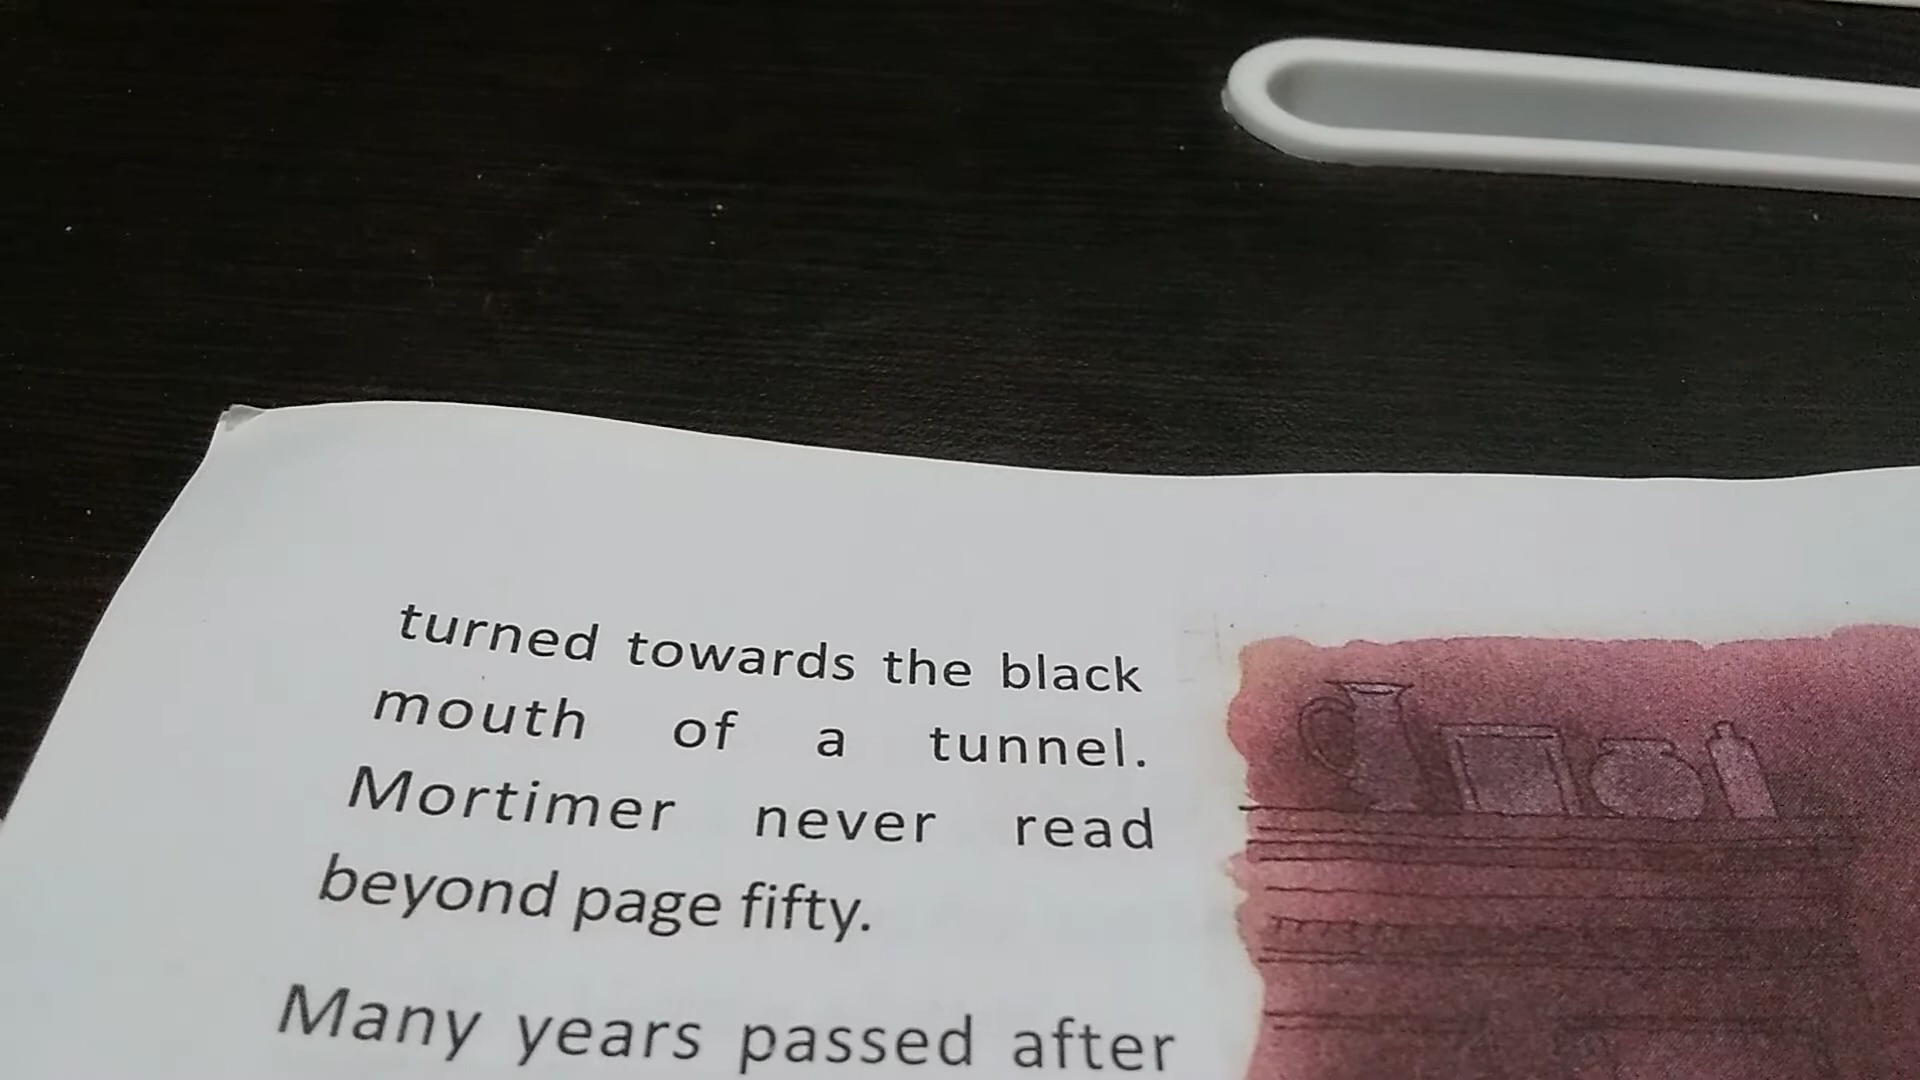 turned towards the black
mouth of a tunnel.
Mortimer never read
beyond page fifty.
Many years passed after